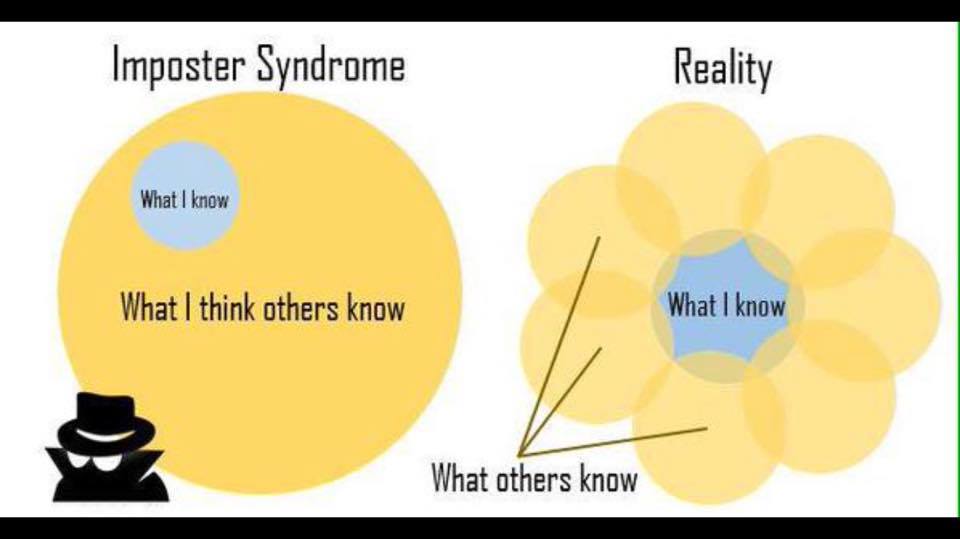 Imposter Syndrome
Reality
What I know
What I think others know
What I know
What others know